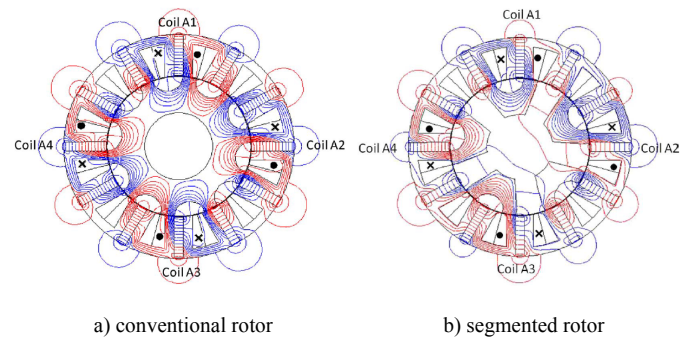 Coil A1
Coil A1
Coil A4
Coil A2
Coil A4
Coil A2
Coil A3
Coil A3
a) conventional rotor
b) segmented rotor